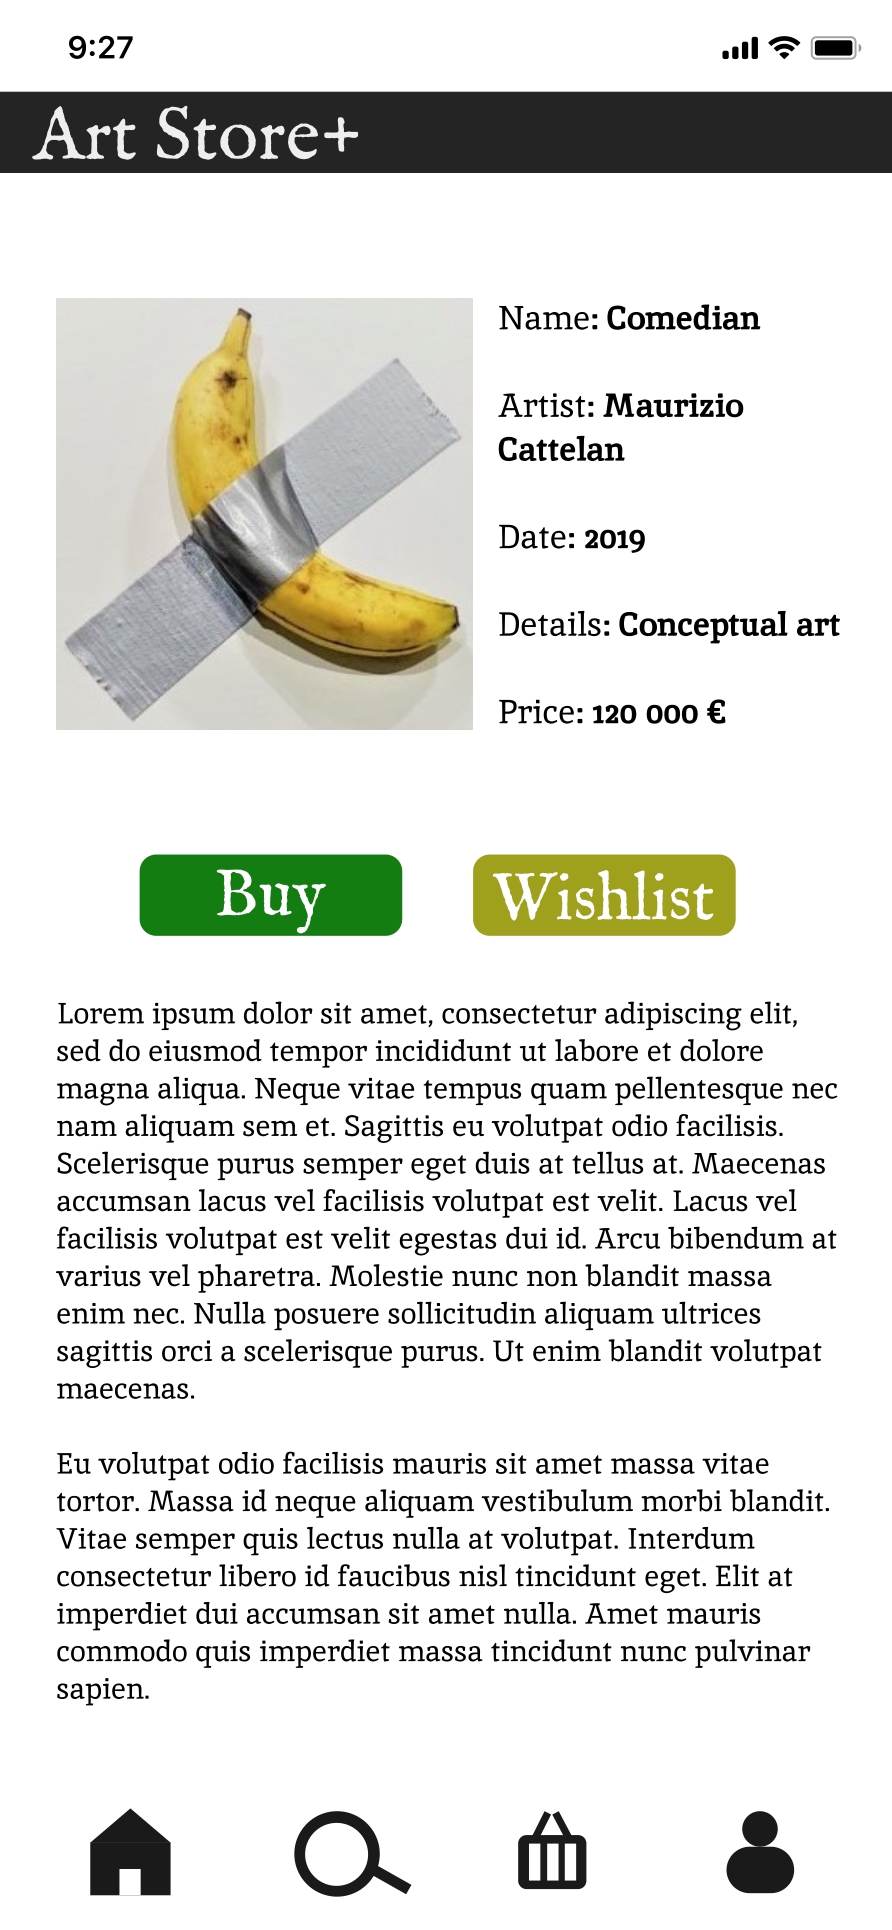 9:27
Art Store+
Name: Comedian
Artist: Maurizio
Cattelan
Date: 2019
Details: Conceptual art
Price: 120 000 €
Buy
Wishlist
Lorem ipsum dolor sit amet, consectetur adipiscing elit,
sed do eiusmod tempor incididunt ut labore et dolore
magna aliqua. Neque vitae tempus quam pellentesque nec
nam aliquam sem et. Sagittis eu volutpat odio facilisis.
Scelerisque purus semper eget duis at tellus at. Maecenas
accumsan lacus vel facilisis volutpat est velit. Lacus vel
facilisis volutpat est velit egestas dui id. Arcu bibendum at
varius vel pharetra. Molestie nunc non blandit massa
enim nec. Nulla posuere sollicitudin aliquam ultrices
sagittis orci a scelerisque purus. Ut enim blandit volutpat
maecenas.
Eu volutpat odio facilisis mauris sit amet massa vitae
tortor. Massa id neque aliquam vestibulum morbi blandit.
Vitae semper quis lectus nulla at volutpat. Interdum
consectetur libero id faucibus nisl tincidunt eget. Elit at
imperdiet dui accumsan sit amet nulla. Amet mauris
commodo quis imperdiet massa tincidunt nunc pulvinar
sapien.